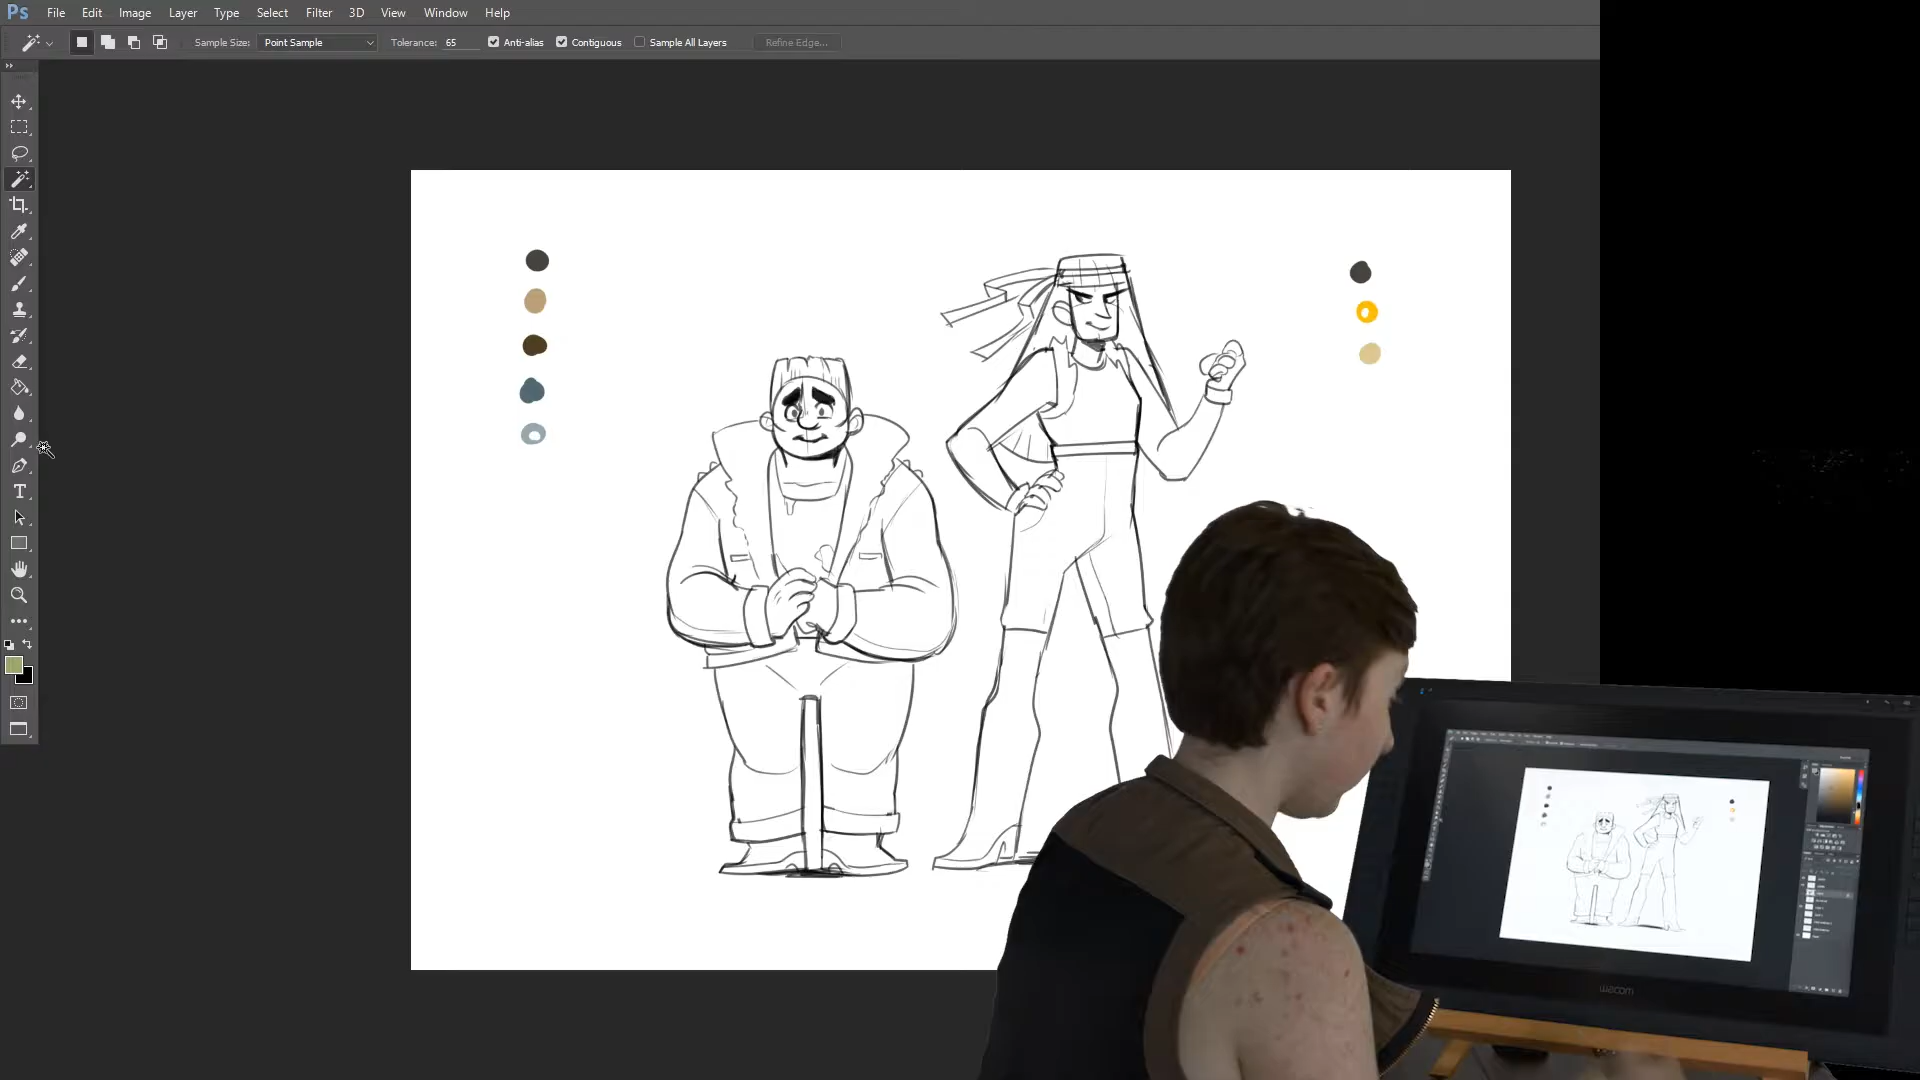 Ps File Edit Image Layer Type Select Filter 3D View Window Help
Sample Size: Point Sample Tolerance: 65 Anti-alias Contiguous Sample All Layers Refine Edge...
T
wacom